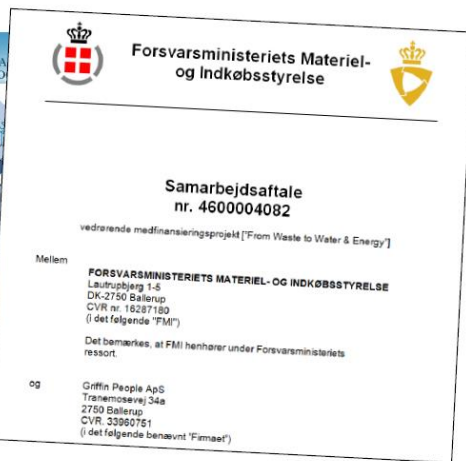 Forsvarsministeriets Materiel-
og Indkøbsstyrelse
Samarbejdsaftale
nr. 4600004082
vedrørende medfinansieringsprojekt ["From Waste to Water & Energy"]
Mellem
FORSVARSMINISTERIETS MATERIEL- OG INDKØBSSTYRELSE
Lautrupbjerg 1-5
DK-2750 Ballerup
CVR nr. 16287180
(i det følgende "FMI")
Det bemærkes, at FMI henhører under Forsvarsministeriets
ressort.
og
Griffin People ApS
Tranemosevej 34a
2750 Ballerup
CVR. 33960751
(i det følgende benævnt "Firmaet")